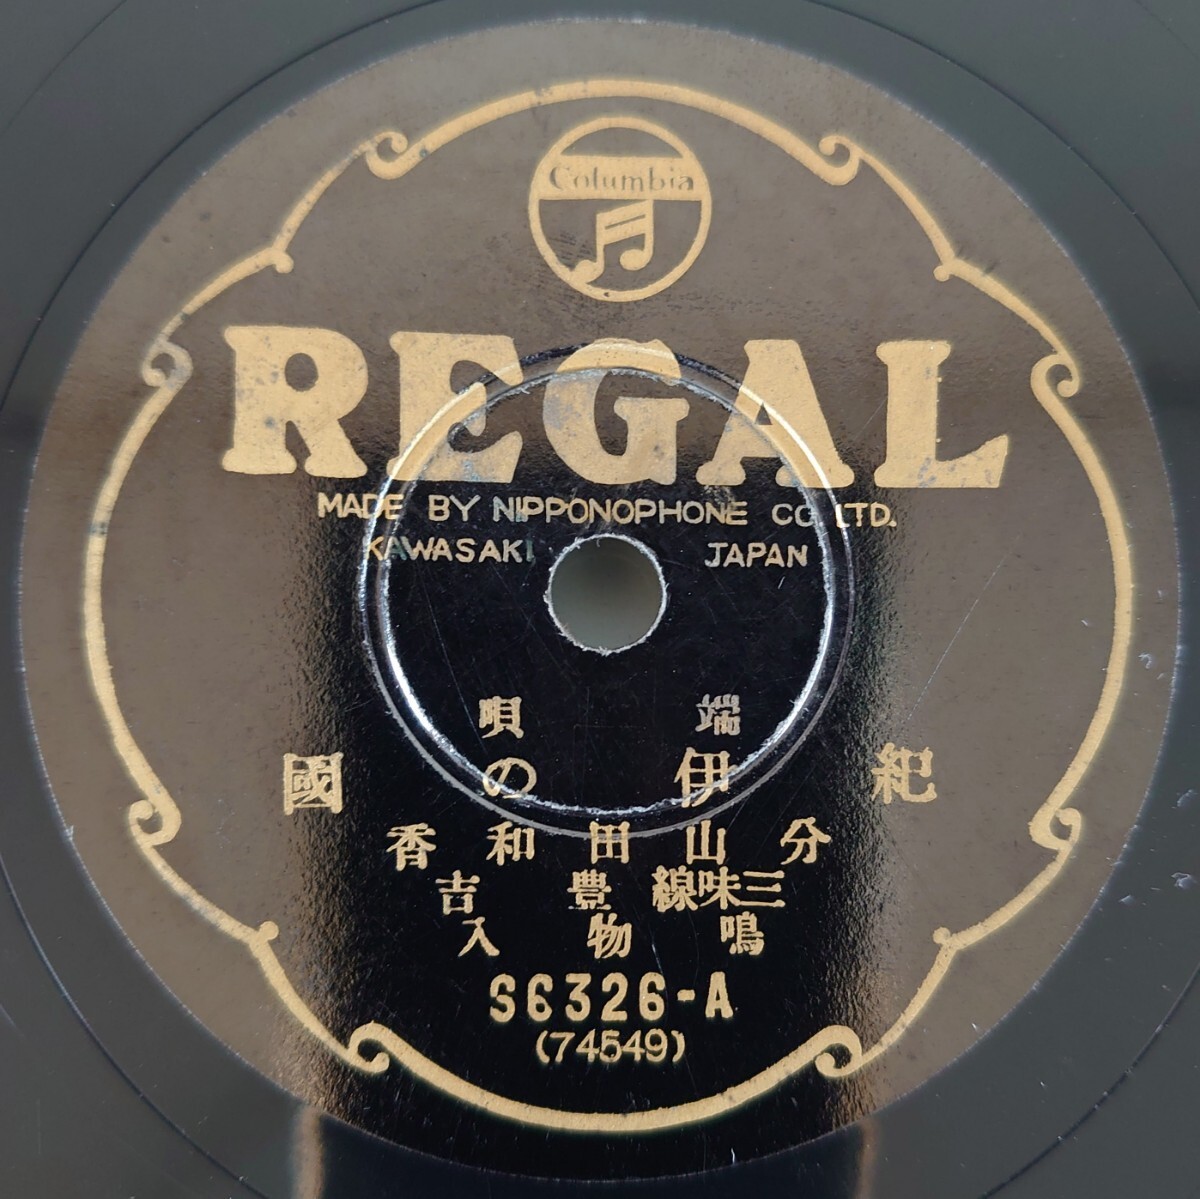 Columbia
REGAL
MADE BY NIPPONOPHONE CO. LTD.
KAWASAKI JAPAN
端唄
紀伊の國
分山田和香
三味線 豊吉
鳴物入
S6326-A
(74549)